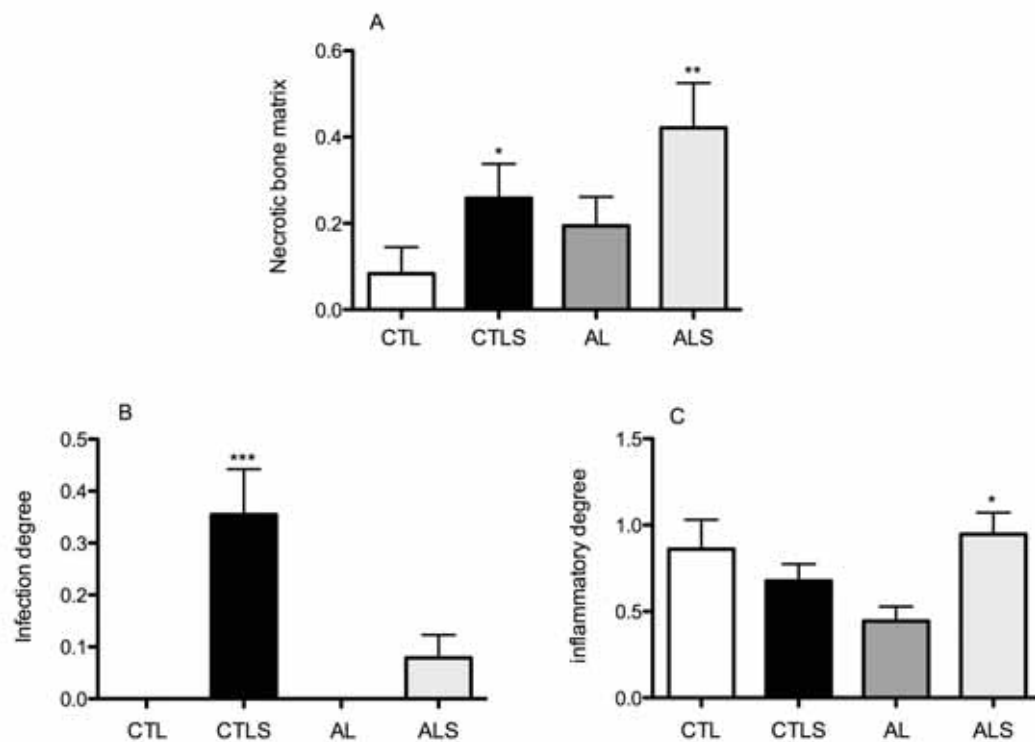 A
Necrotic bone matrix
0.6
0.4
0.2
0.0
*
**
CTL CTLS AL ALS
B
Infection degree
0.5
0.4
0.3
0.2
0.1
0.0
***
CTL CTLS AL ALS
C
inflammatory degree
1.5
1.0
0.5
0.0
*
CTL CTLS AL ALS